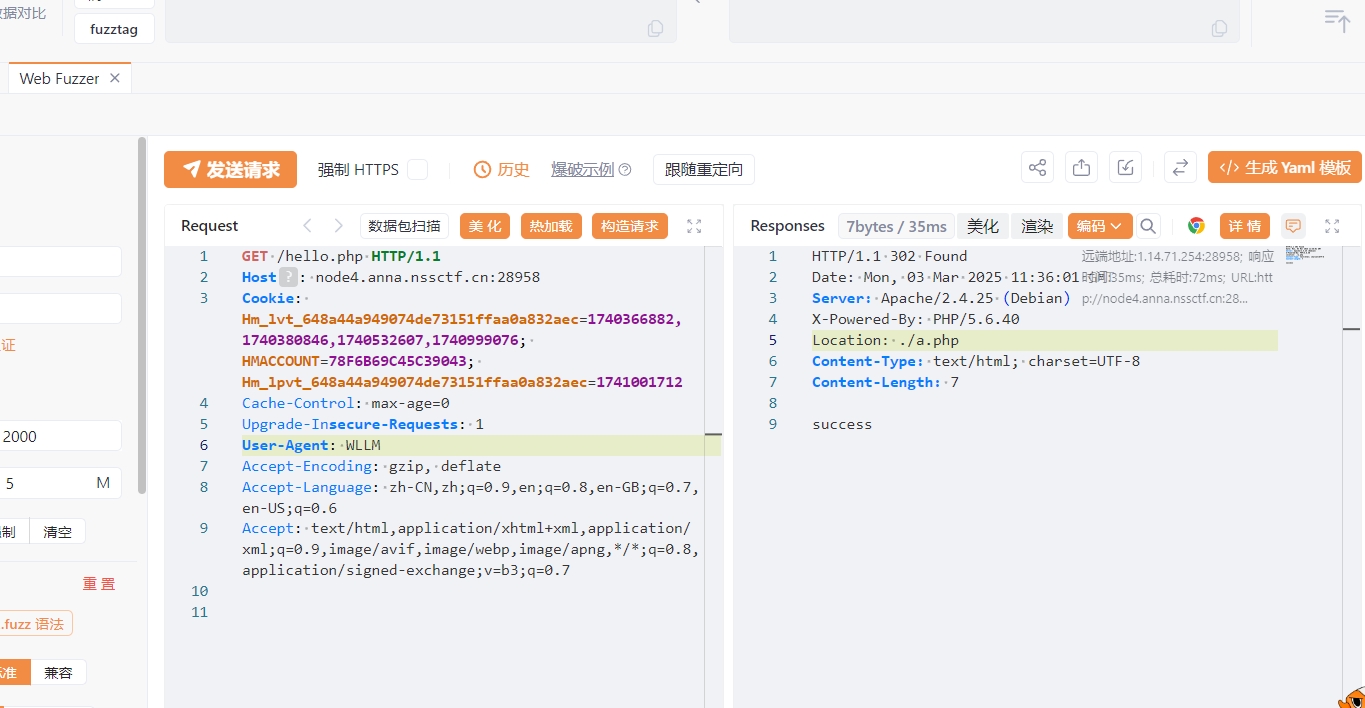 据对比
fuzztag
Web Fuzzer
发送请求
强制 HTTPS
历史
爆破示例
跟随重定向
</> 生成 Yaml 模板
Request
数据包扫描
美 化
热加载
构造请求
Responses
7bytes / 35ms
美化
渲染
编码
详 情
1 GET /hello.php HTTP/1.1
2 Host ? : node4.anna.nssctf.cn:28958
3 Cookie:
Hm_lvt_648a44a949074de73151ffaa0a832aec=1740366882,
1740380846,1740532607,1740999076;
HMACCOUNT=78F6B69C45C39043;
Hm_lpvt_648a44a949074de73151ffaa0a832aec=1741001712
4 Cache-Control: max-age=0
5 Upgrade-Insecure-Requests: 1
6 User-Agent: WLLM
7 Accept-Encoding: gzip, deflate
8 Accept-Language: zh-CN,zh;q=0.9,en;q=0.8,en-GB;q=0.7,
en-US;q=0.6
9 Accept: text/html,application/xhtml+xml,application/
xml;q=0.9,image/avif,image/webp,image/apng,*/*;q=0.8,
application/signed-exchange;v=b3;q=0.7
10
11
1 HTTP/1.1 302 Found
2 Date: Mon, 03 Mar 2025 11:36:01
3 Server: Apache/2.4.25 (Debian)
4 X-Powered-By: PHP/5.6.40
5 Location: ./a.php
6 Content-Type: text/html; charset=UTF-8
7 Content-Length: 7
8
9 success
远端地址:1.14.71.254:28958; 响应
时间:35ms; 总耗时:72ms; URL:htt
p://node4.anna.nssctf.cn:28...
证
2000
5 M
制
清空
重 置
.fuzz 语法
准
兼容